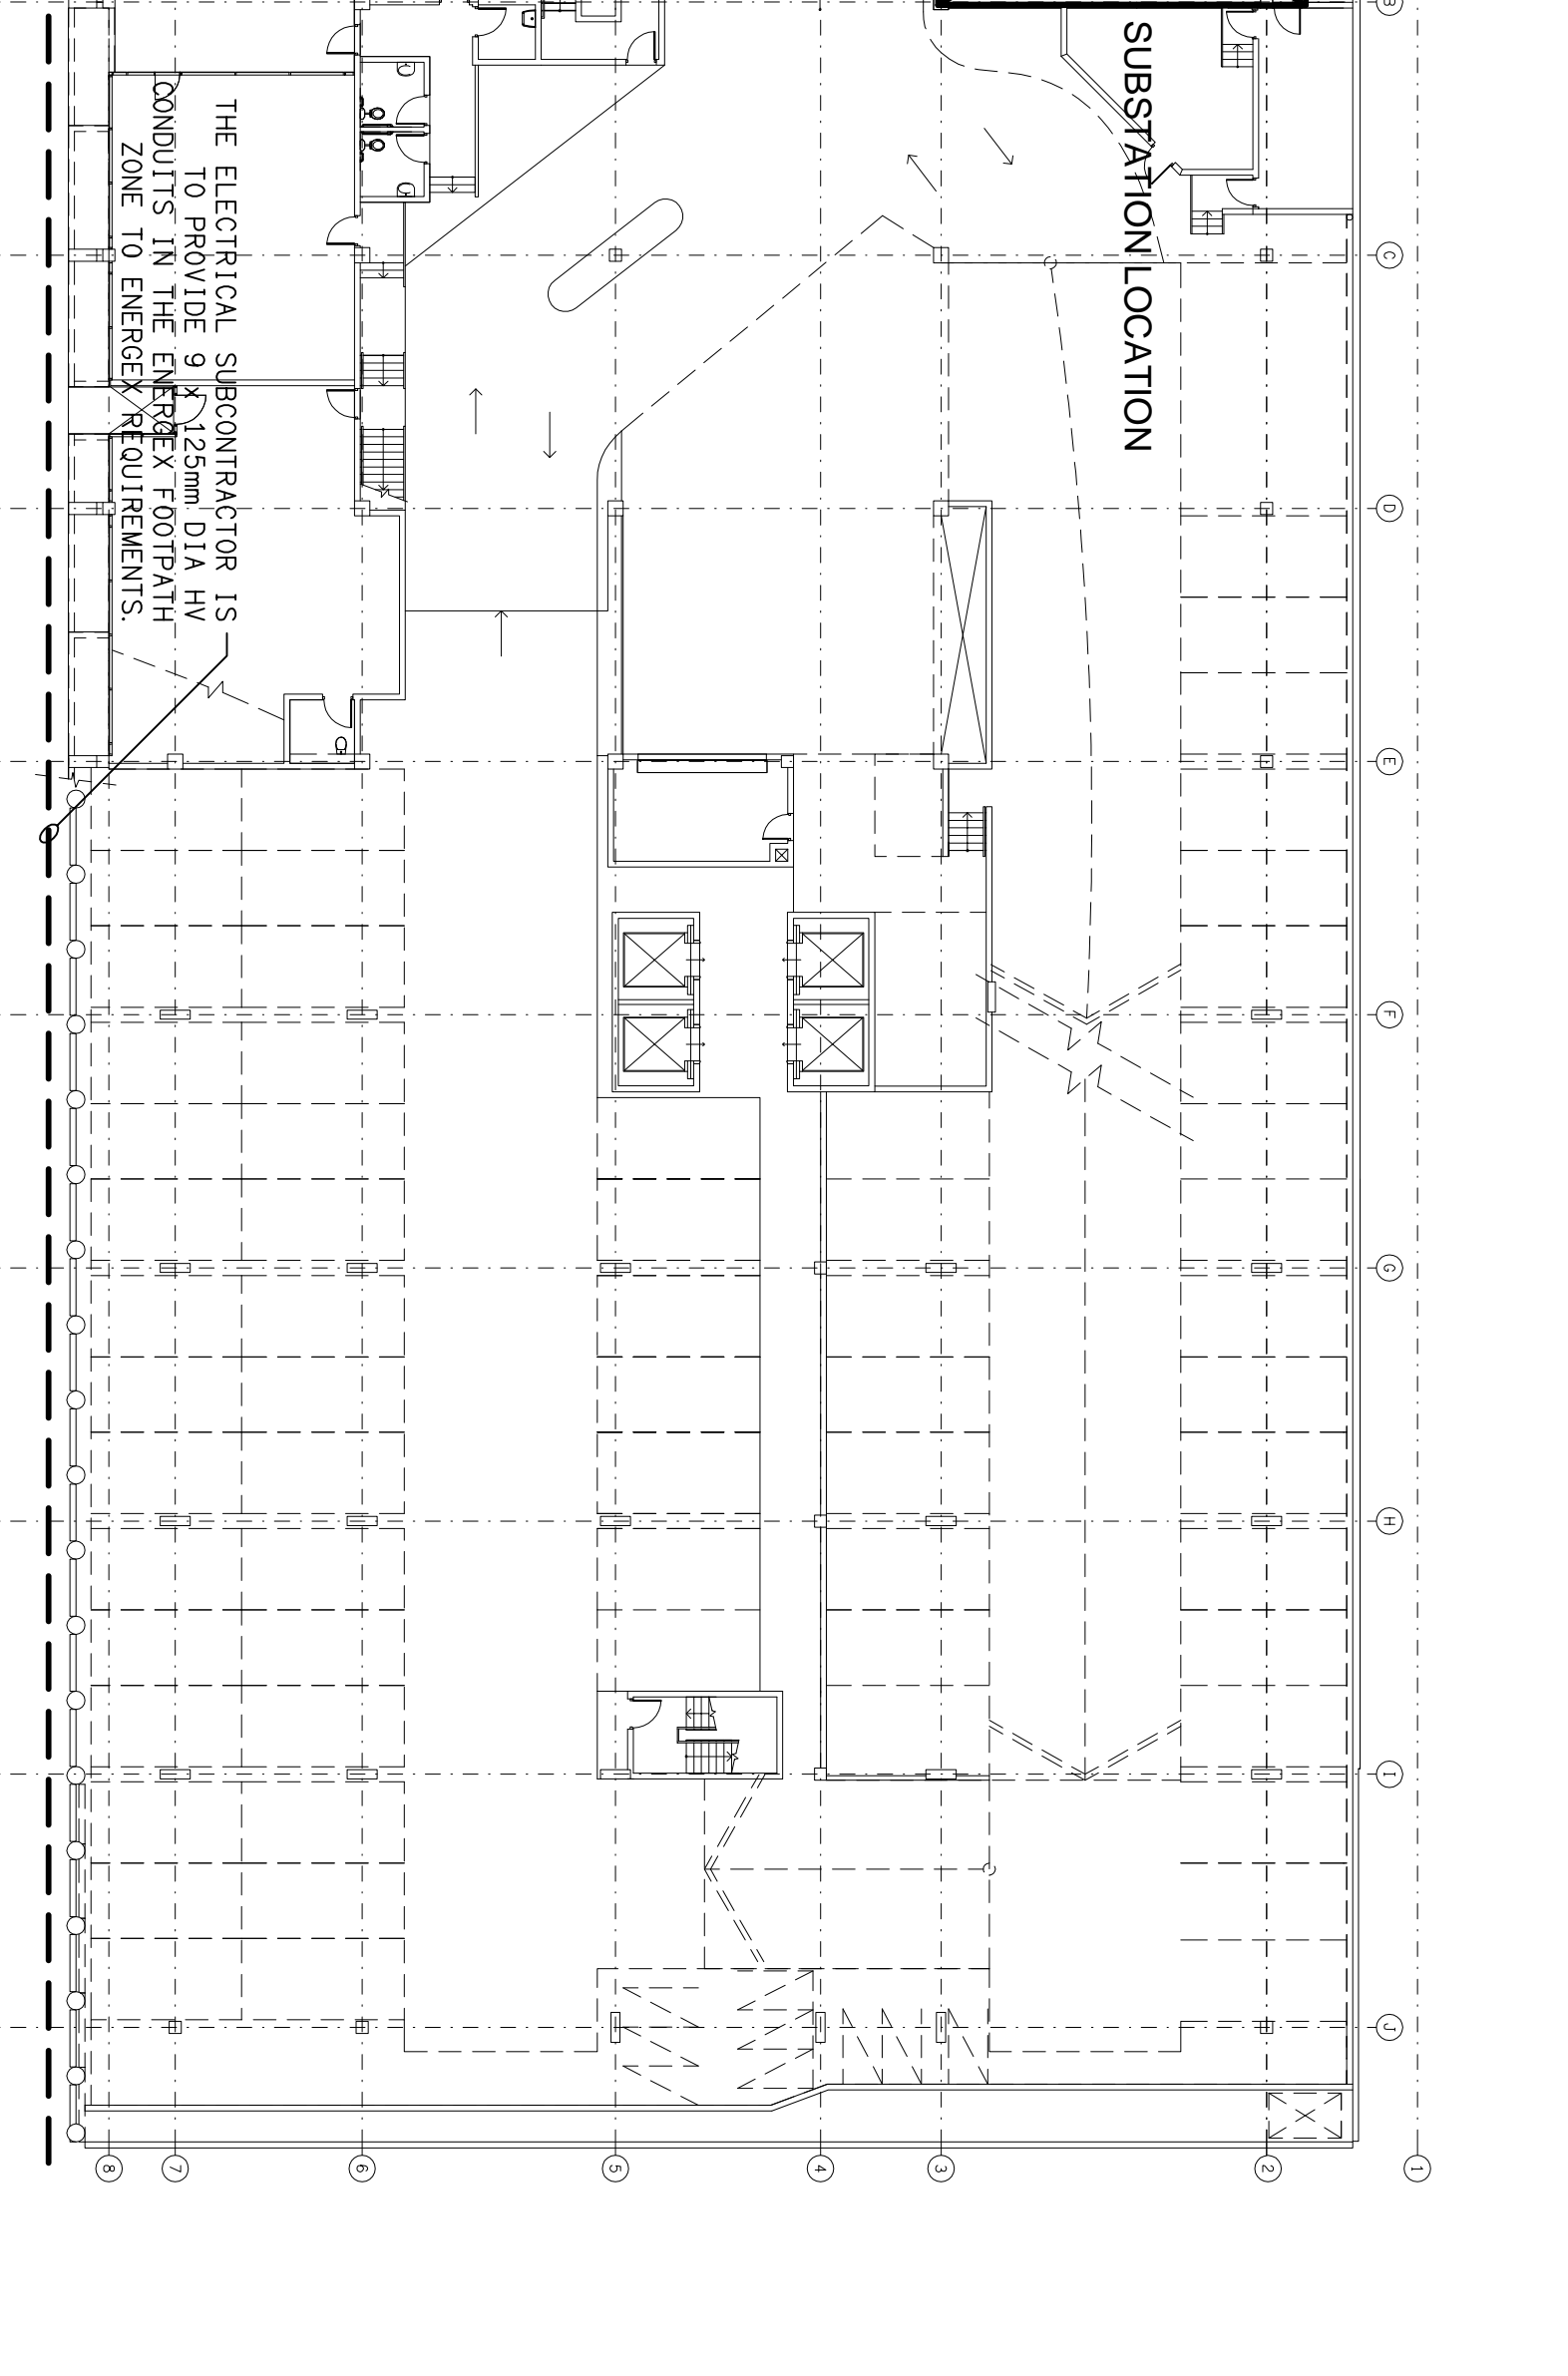 SUBSTATION LOCATION
THE ELECTRICAL SUBCONTRACTOR IS
TO PROVIDE 9 x 125mm DIA HV
CONDUITS IN THE ENERGEX FOOTPATH
ZONE TO ENERGEX REQUIREMENTS.
B
C
D
E
F
G
H
I
J
8
7
6
5
4
3
2
1